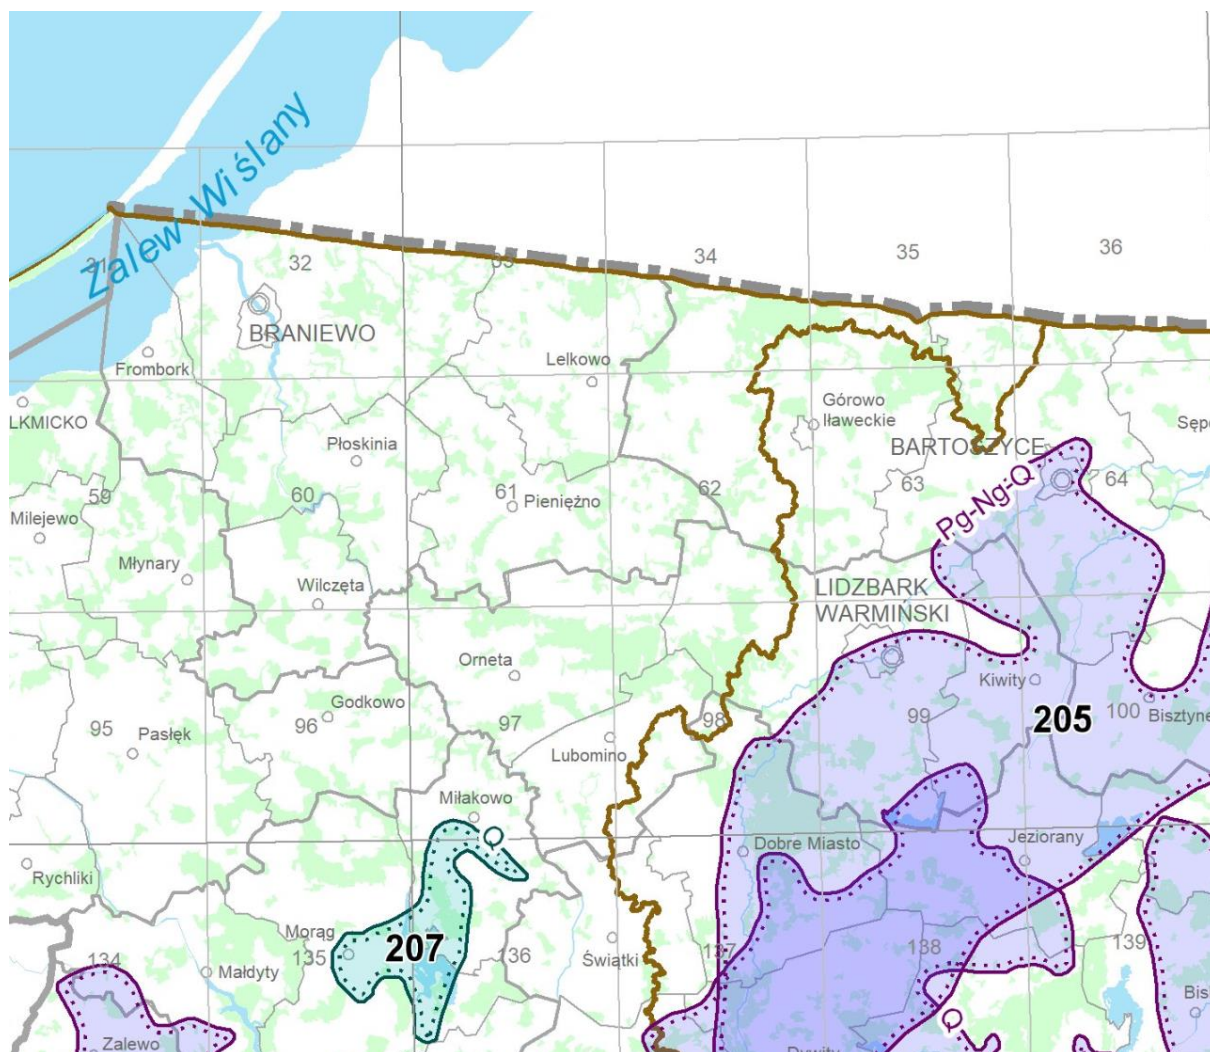 Zalew Wiślany
31
32
33
34
35
36
BRANIEWO
Frombork
Lelkowo
LKMICKO
Górowo
Iławeckie
Sępo
Płoskinia
BARTOSZYCE
59
60
61
62
63
64
Pieniężno
Pg-Ng-Q
Milejewo
Młynary
Wilczęta
LIDZBARK
WARMIŃSKI
Orneta
Kiwity
Godkowo
95
96
97
98
99
205
100
Pasłęk
Bisztyne
Lubomino
Miłakowo
Q
Dobre Miasto
Jeziorany
Rychliki
Morąg
207
134
135
136
137
138
139
Małdyty
Świątki
Bis
Q
Zalewo
Dywity